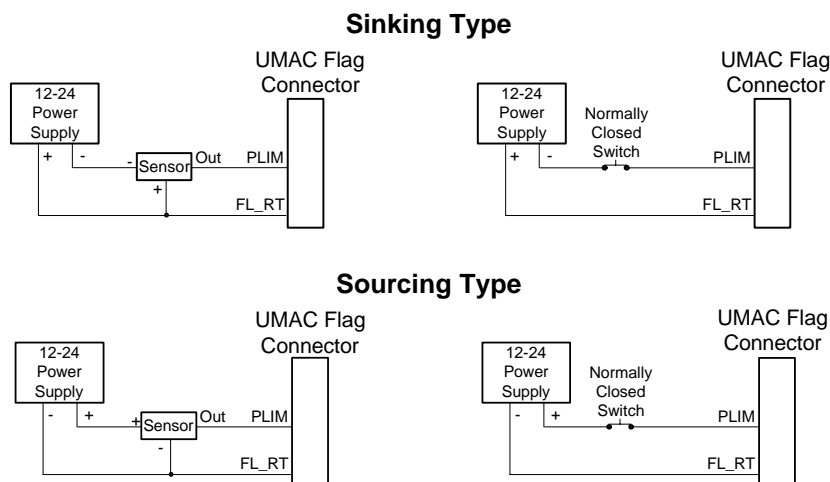 Sinking Type
UMAC Flag
Connector
12-24
Power
Supply
+ -
- Sensor Out PLIM
+
FL_RT
UMAC Flag
Connector
12-24
Power
Supply
Normally
Closed
Switch
+ -
PLIM
FL_RT
Sourcing Type
UMAC Flag
Connector
12-24
Power
Supply
- +
+ Sensor Out PLIM
-
FL_RT
UMAC Flag
Connector
12-24
Power
Supply
Normally
Closed
Switch
- +
PLIM
FL_RT